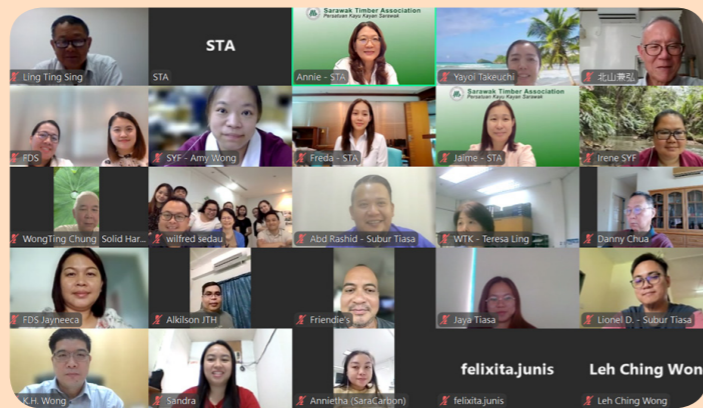 Ling Ting Sing
STA
STA
Sarawak Timber Association
Persatuan Kayu Kayan Sarawak
Annie - STA
Yayoi Takeuchi
北山兼弘
FDS
SYF - Amy Wong
Freda - STA
Sarawak Timber Association
Persatuan Kayu Kayan Sarawak
Jaime - STA
Irene SYF
WongTing Chung Solid Har...
wilfred sedau
Abd Rashid - Subur Tiasa
WTK - Teresa Ling
Danny Chua
FDS Jayneeca
Alkilson JTH
Friendie's
Jaya Tiasa
Lionel D. - Subur Tiasa
K.H. Wong
Sandra
Annietha (SaraCarbon)
felixita.junis
felixita.junis
Leh Ching Won
Leh Ching Wong